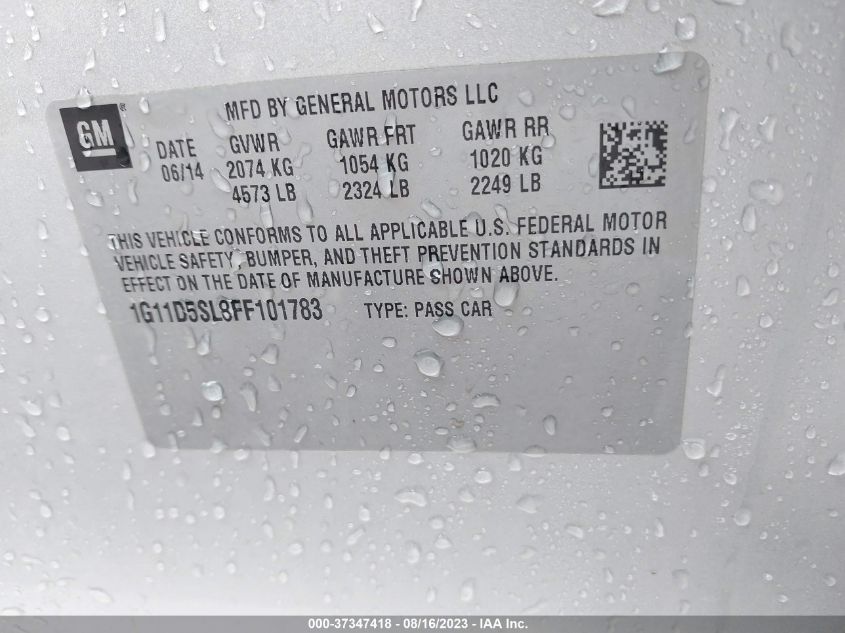 MFD BY GENERAL MOTORS LLC
GM ®
DATE GVWR GAWR FRT GAWR RR
06/14 2074 KG 1054 KG 1020 KG
4573 LB 2324 LB 2249 LB
THIS VEHICLE CONFORMS TO ALL APPLICABLE U.S. FEDERAL MOTOR
VEHICLE SAFETY, BUMPER, AND THEFT PREVENTION STANDARDS IN
EFFECT ON THE DATE OF MANUFACTURE SHOWN ABOVE.
1G11D5SL8FF101783 TYPE: PASS CAR
000-37347418 - 08/16/2023 - IAA Inc.